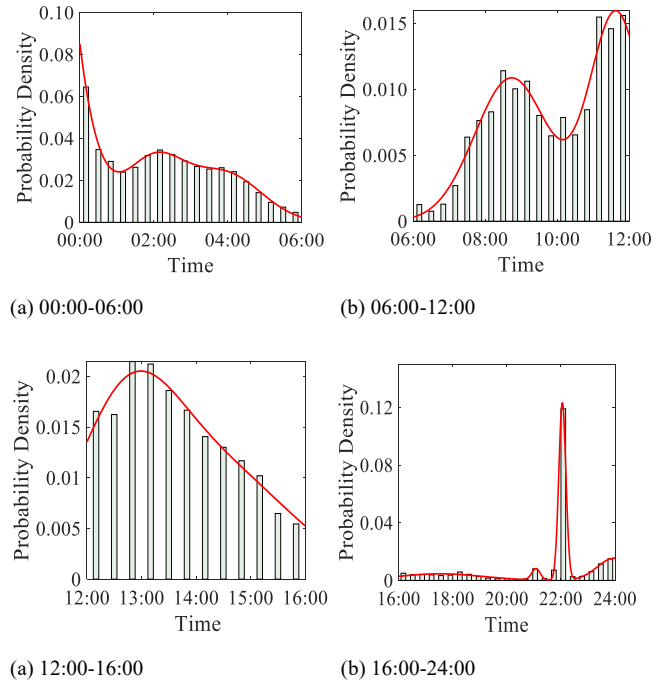 0.10
0.08
0.06
0.04
0.02
0
Probability Density
00:00 02:00 04:00 06:00
Time
(a) 00:00-06:00
0.015
0.010
0.005
0
Probability Density
06:00 08:00 10:00 12:00
Time
(b) 06:00-12:00
0.02
0.015
0.01
0.005
0
Probability Density
12:00 13:00 14:00 15:00 16:00
Time
(a) 12:00-16:00
0.12
0.08
0.04
0
Probability Density
16:00 18:00 20:00 22:00 24:00
Time
(b) 16:00-24:00